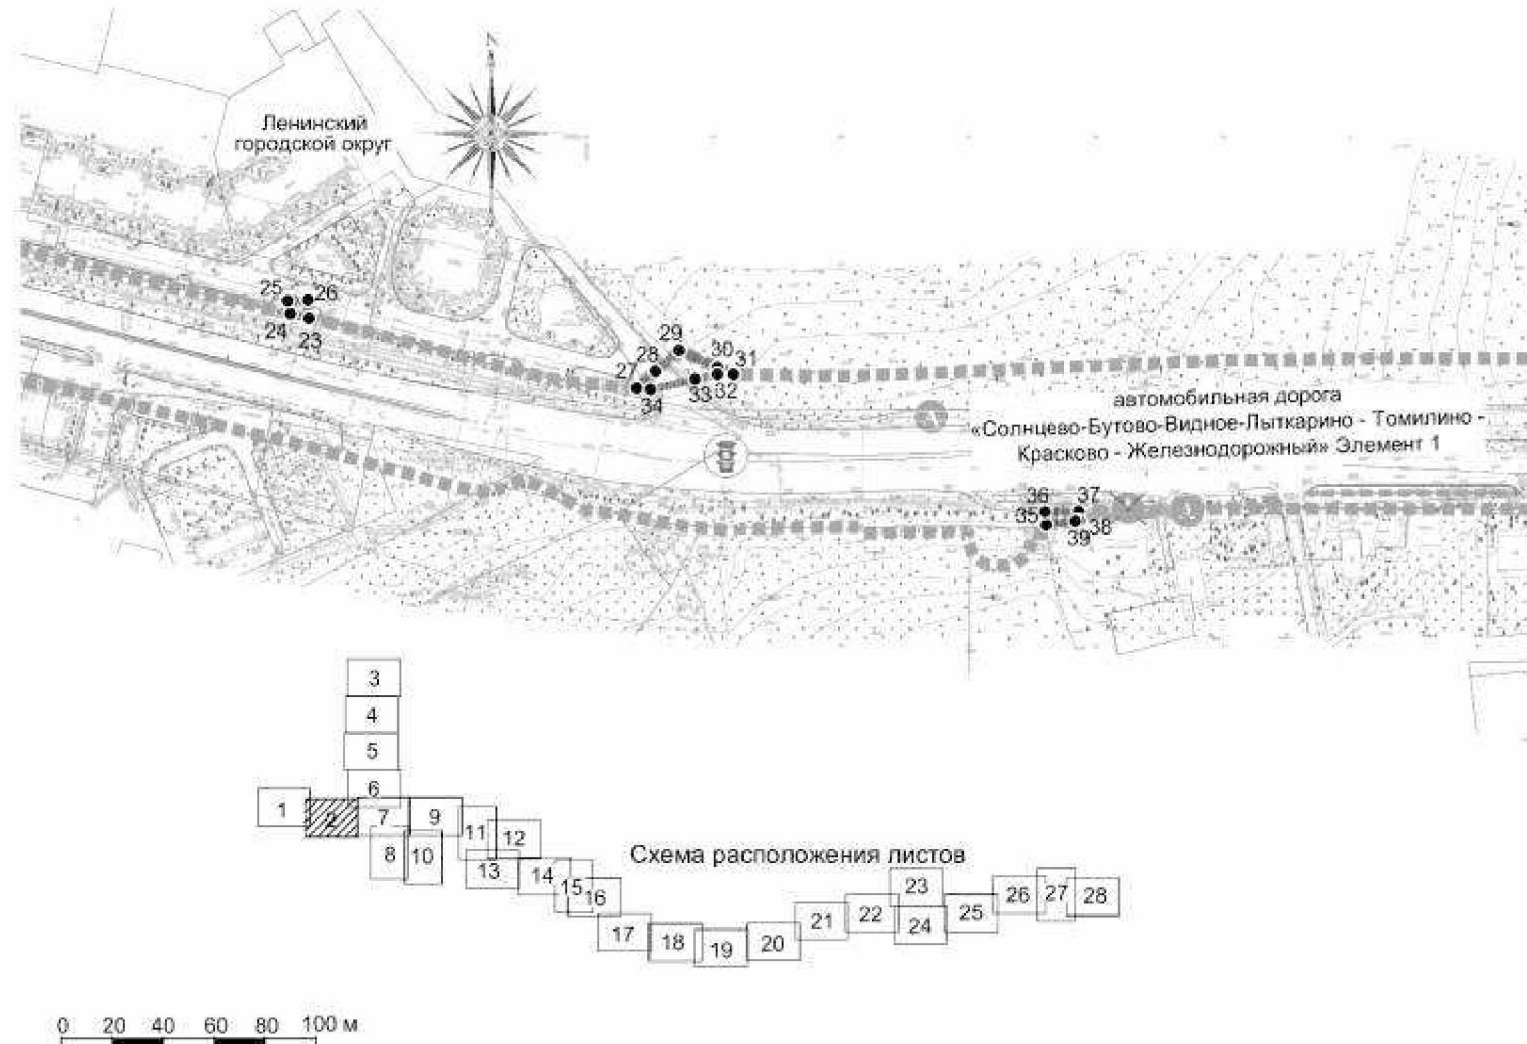 N
Ленинский
городской округ
25 26
24 23
29
28 30 31
27
33 32
34
автомобильная дорога
«Солнцево-Бутово-Видное-Лыткарино - Томилино -
Красково - Железнодорожный» Элемент 1
36 37
35 39 38
3
4
5
6
1 2 7 9
11 12
8 10
13 14
15 16
Схема расположения листов
17 18 19 20 21 22 23 24 25 26 27 28
0 20 40 60 80 100 м